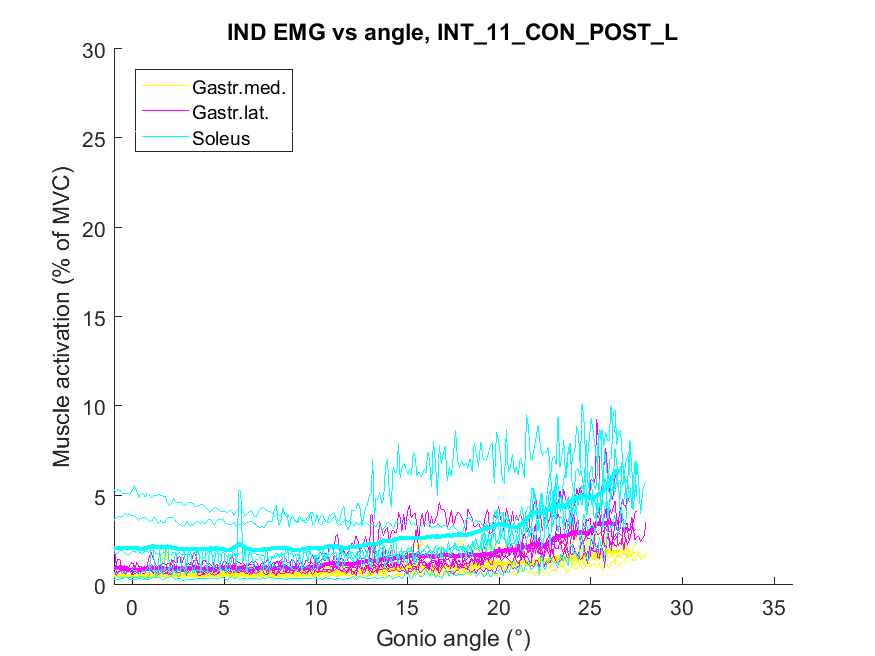 IND EMG vs angle, INT_11_CON_POST_L
30
25
20
15
10
5
0
Gastr.med.
Gastr.lat.
Soleus
Muscle activation (% of MVC)
0 5 10 15 20 25 30 35
Gonio angle (°)